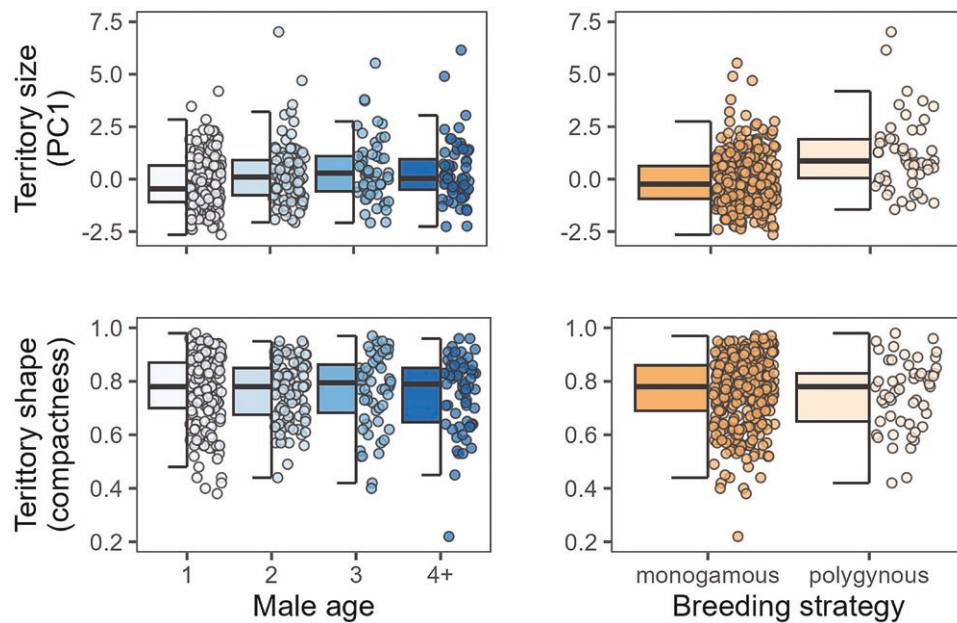 Territory size
(PC1)
7.5
5.0
2.5
0.0
-2.5
7.5
5.0
2.5
0.0
-2.5
Teritory shape
(compactness)
1.0
0.8
0.6
0.4
0.2
1.0
0.8
0.6
0.4
0.2
1 2 3 4+
Male age
monogamous polygynous
Breeding strategy